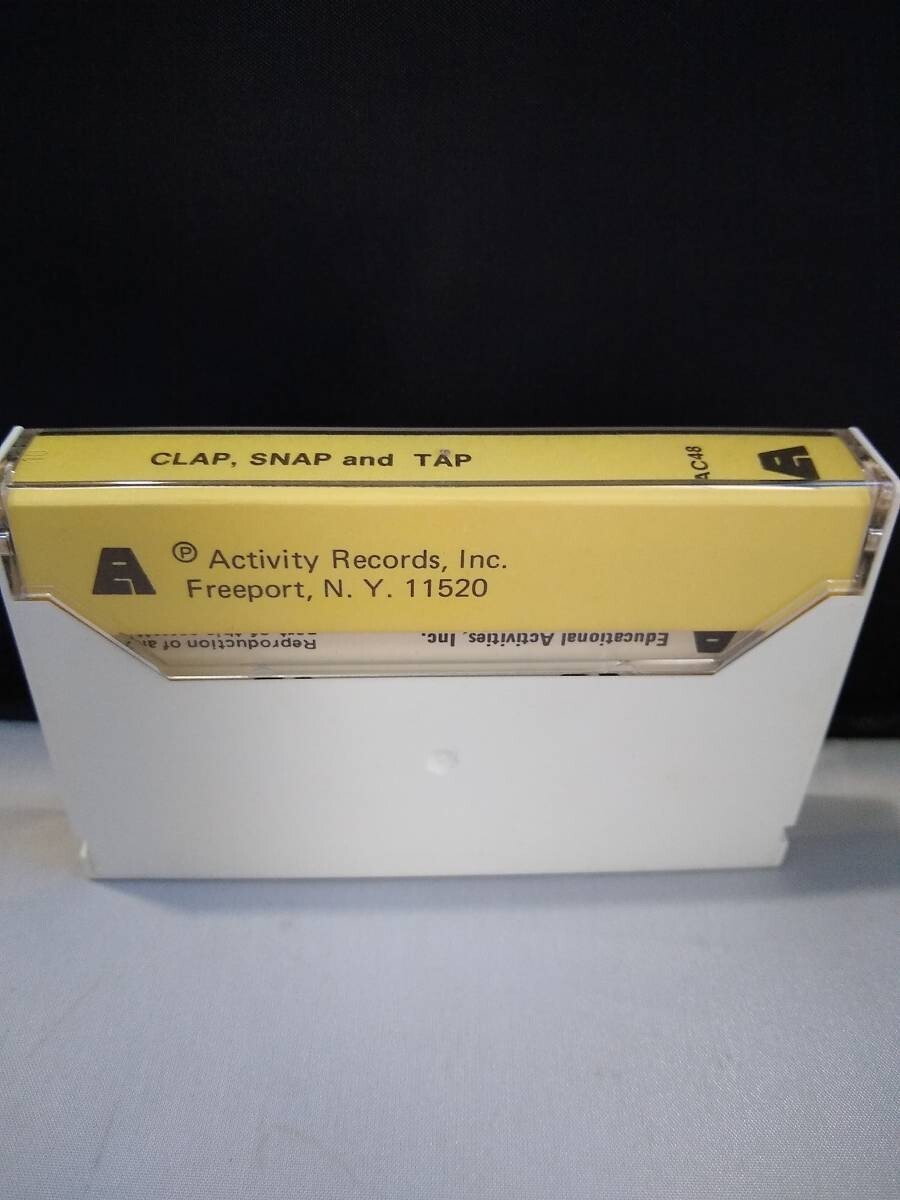 CLAP, SNAP and TAP
AC48
Ⓟ Activity Records, Inc.
Freeport, N. Y. 11520
Educational Activities, Inc.
Reproduction of